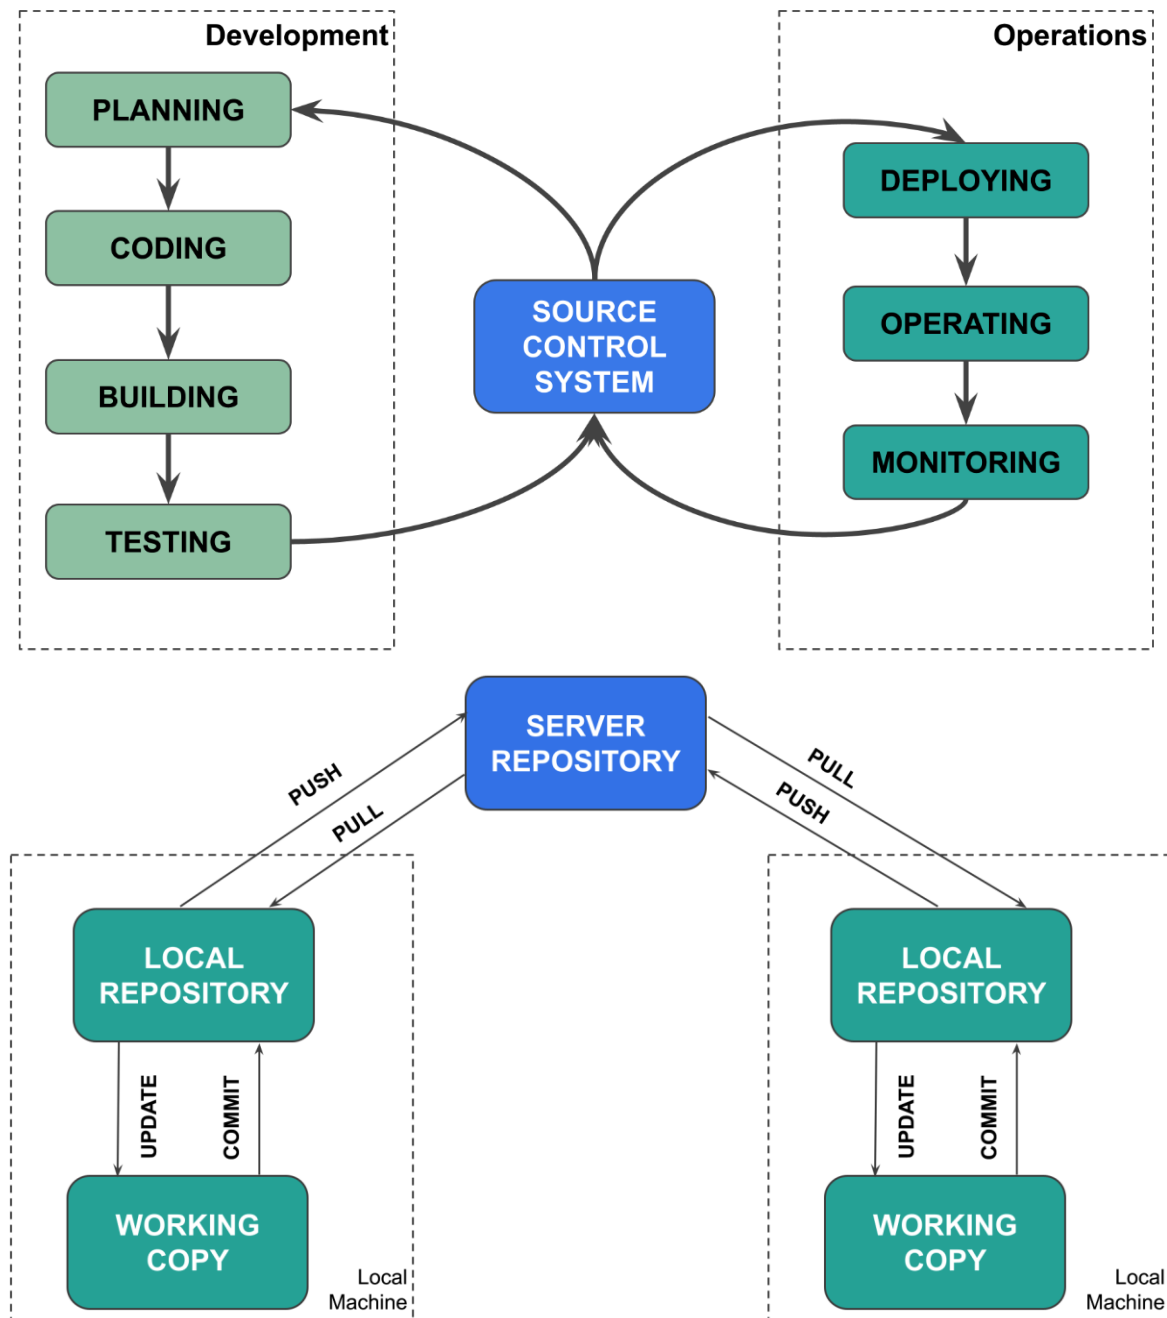 Development
PLANNING
CODING
BUILDING
TESTING
SOURCE
CONTROL
SYSTEM
Operations
DEPLOYING
OPERATING
MONITORING
SERVER
REPOSITORY
PUSH
PULL
PULL
PUSH
LOCAL
REPOSITORY
UPDATE
COMMIT
WORKING
COPY
Local
Machine
LOCAL
REPOSITORY
UPDATE
COMMIT
WORKING
COPY
Local
Machine